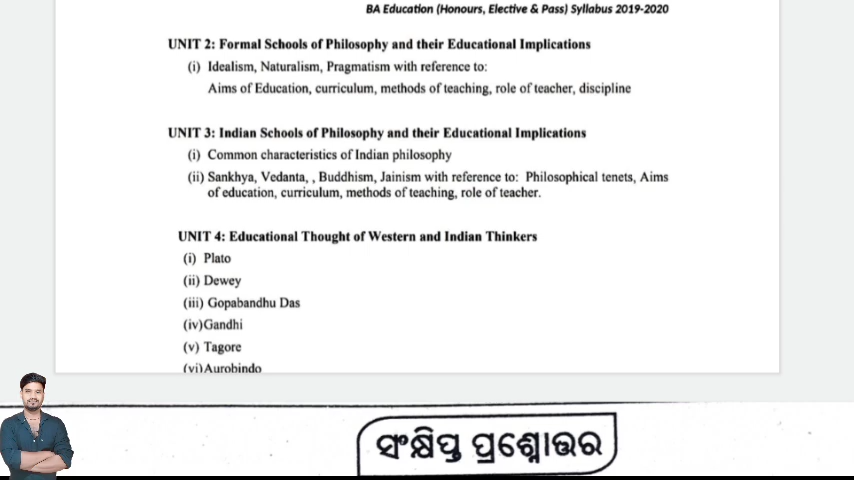 BA Education (Honours, Elective & Pass) Syllabus 2019-2020
UNIT 2: Formal Schools of Philosophy and their Educational Implications
(i) Idealism, Naturalism, Pragmatism with reference to:
Aims of Education, curriculum, methods of teaching, role of teacher, discipline
UNIT 3: Indian Schools of Philosophy and their Educational Implications
(i) Common characteristics of Indian philosophy
(ii) Sankhya, Vedanta, , Buddhism, Jainism with reference to: Philosophical tenets, Aims
of education, curriculum, methods of teaching, role of teacher.
UNIT 4: Educational Thought of Western and Indian Thinkers
(i) Plato
(ii) Dewey
(iii) Gopabandhu Das
(iv)Gandhi
(v) Tagore
(vi)Aurobindo
ସଂକ୍ଷିପ୍ତ ପ୍ରଶ୍ନୋତ୍ତର